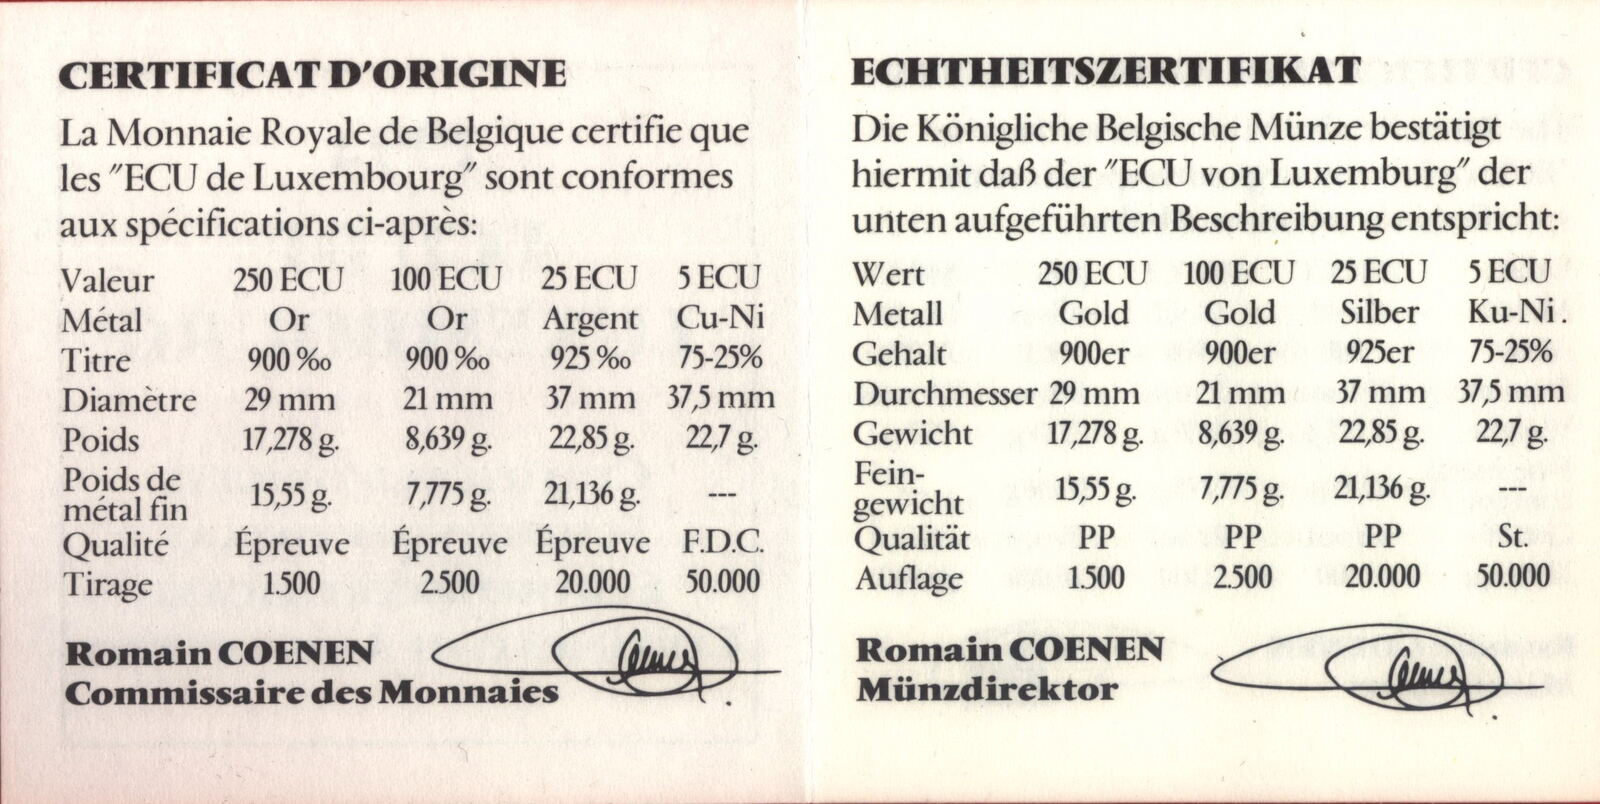 CERTIFICAT D'ORIGINE
La Monnaie Royale de Belgique certifie que
les "ECU de Luxembourg" sont conformes
aux spécifications ci-après:
Valeur 250 ECU 100 ECU 25 ECU 5 ECU
Métal Or Or Argent Cu-Ni
Titre 900 ‰ 900 ‰ 925 ‰ 75-25%
Diamètre 29 mm 21 mm 37 mm 37,5 mm
Poids 17,278 g. 8,639 g. 22,85 g. 22,7 g.
Poids de
métal fin 15,55 g. 7,775 g. 21,136 g. ---
Qualité Épreuve Épreuve Épreuve F.D.C.
Tirage 1.500 2.500 20.000 50.000
Romain COENEN
Commissaire des Monnaies
ECHTHEITSZERTIFIKAT
Die Königliche Belgische Münze bestätigt
hiermit daß der "ECU von Luxemburg" der
unten aufgeführten Beschreibung entspricht:
Wert 250 ECU 100 ECU 25 ECU 5 ECU
Metall Gold Gold Silber Ku-Ni.
Gehalt 900er 900er 925er 75-25%
Durchmesser 29 mm 21 mm 37 mm 37,5 mm
Gewicht 17,278 g. 8,639 g. 22,85 g. 22,7 g.
Fein-
gewicht 15,55 g. 7,775 g. 21,136 g. ---
Qualität PP PP PP St.
Auflage 1.500 2.500 20.000 50.000
Romain COENEN
Münzdirektor